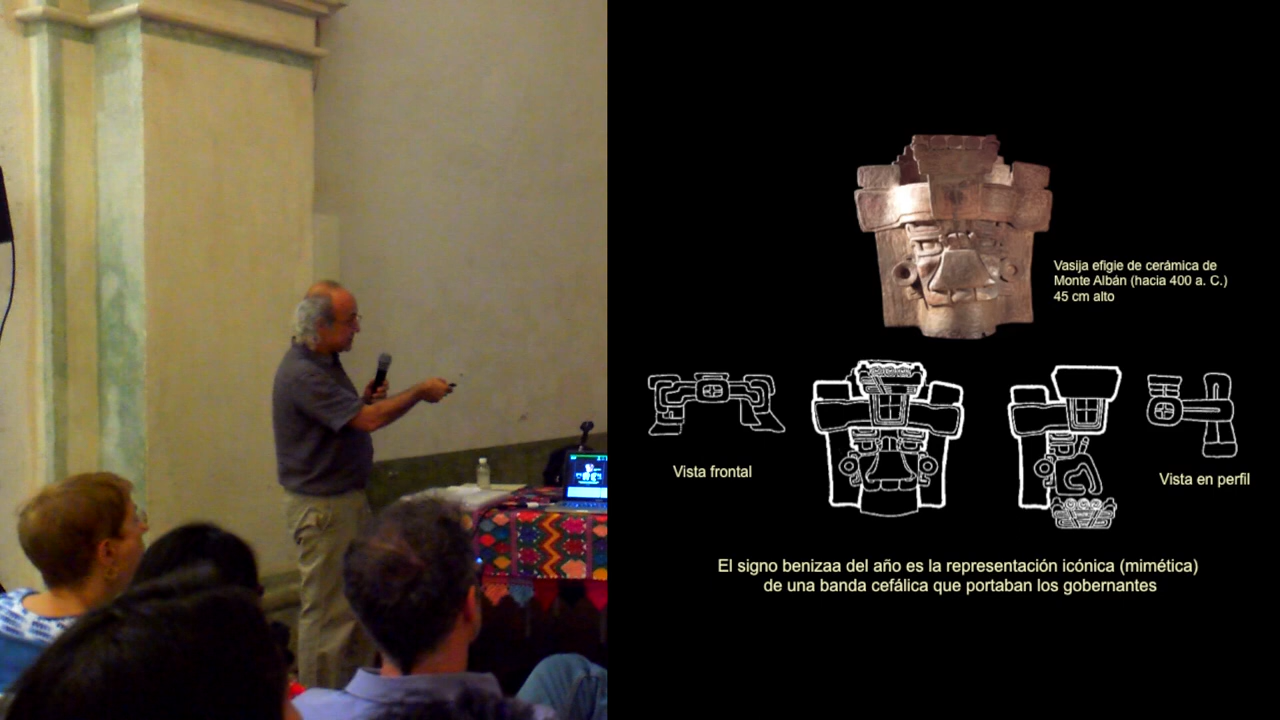 Vasija efigie de cerámica de
Monte Albán (hacia 400 a. C.)
45 cm alto
Vista frontal
Vista en perfil
El signo benizaa del año es la representación icónica (mimética)
de una banda cefálica que portaban los gobernantes